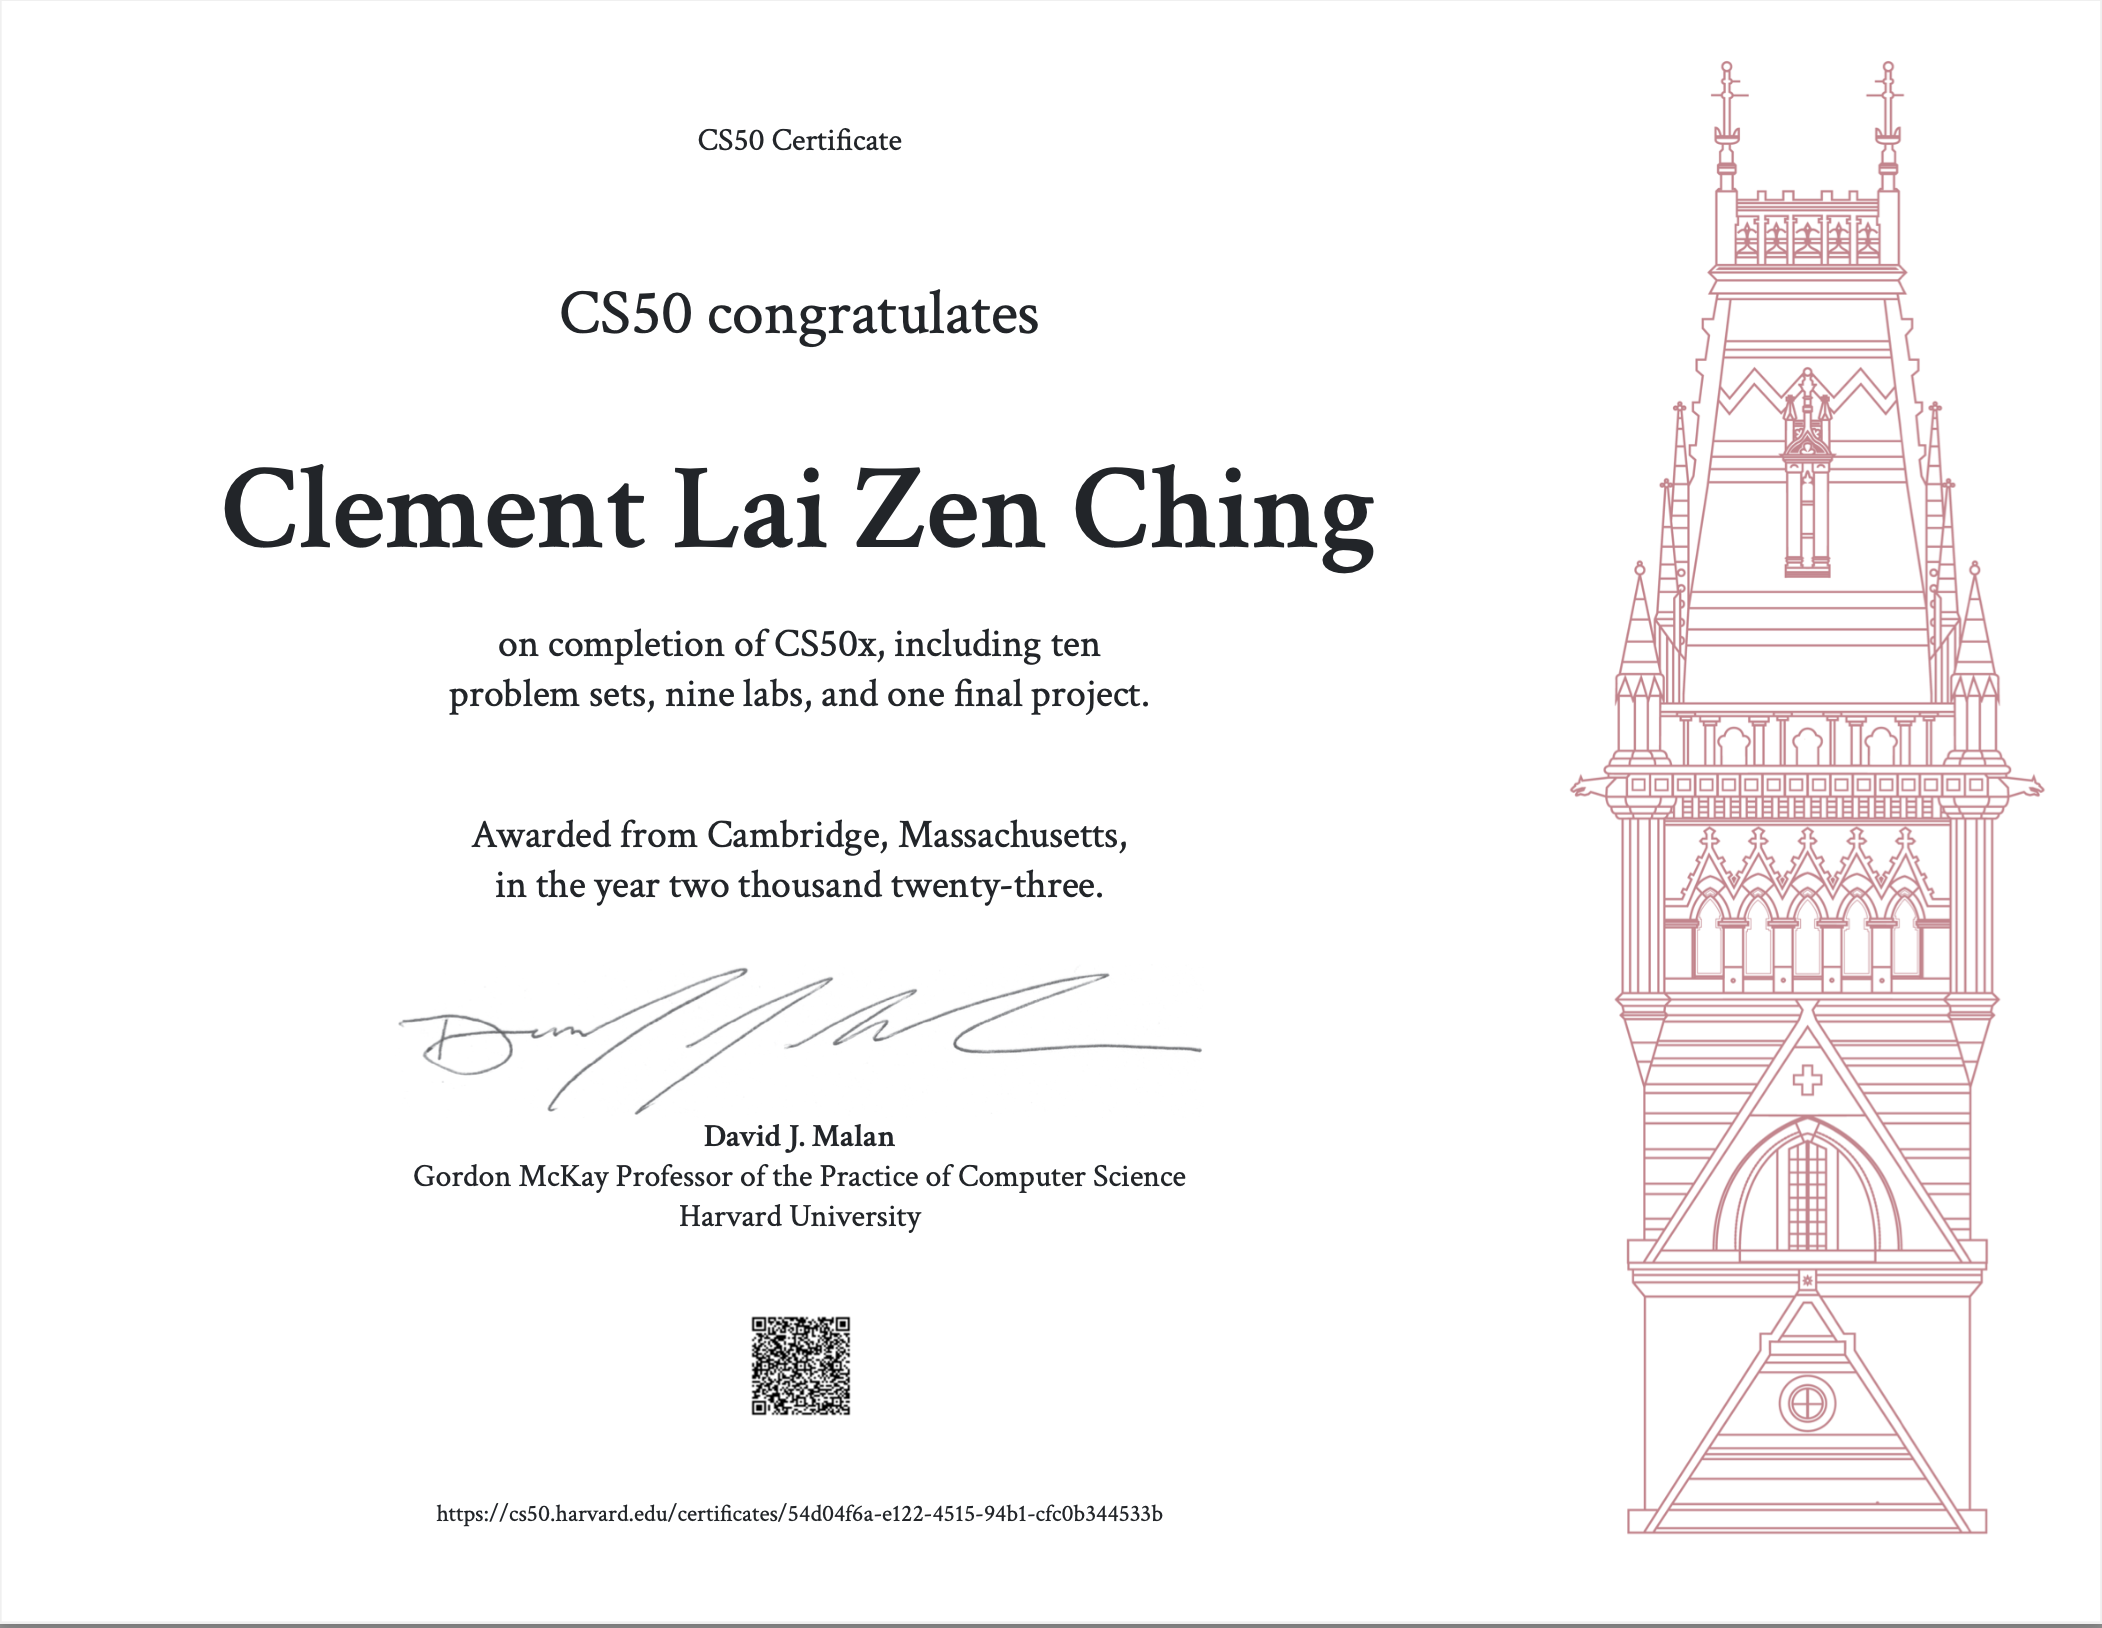 CS50 Certificate
CS50 congratulates
Clement Lai Zen Ching
on completion of CS50x, including ten
problem sets, nine labs, and one final project.
Awarded from Cambridge, Massachusetts,
in the year two thousand twenty-three.
David J. Malan
Gordon McKay Professor of the Practice of Computer Science
Harvard University
https://cs50.harvard.edu/certificates/54d04f6a-e122-4515-94b1-cfc0b344533b